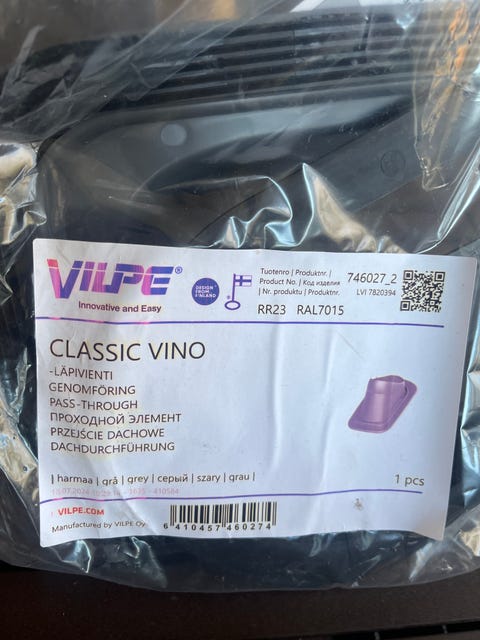 VILPE®
Innovative and Easy
DESIGN FROM FINLAND
Tuotenro | Produktnr. |
Product No. | Код изделия
| Nr. produktu | Produktnr.
746027_2
LVI 7820394
RR23 RAL7015
CLASSIC VINO
-LÄPIVIENTI
GENOMFÖRING
PASS-THROUGH
ПРОХОДНОЙ ЭЛЕМЕНТ
PRZEJŚCIE DACHOWE
DACHDURCHFÜHRUNG
| harmaa | grå | grey | серый | szary | grau |
1 pcs
VILPE.COM
Manufactured by VILPE Oy
6 410457 460274